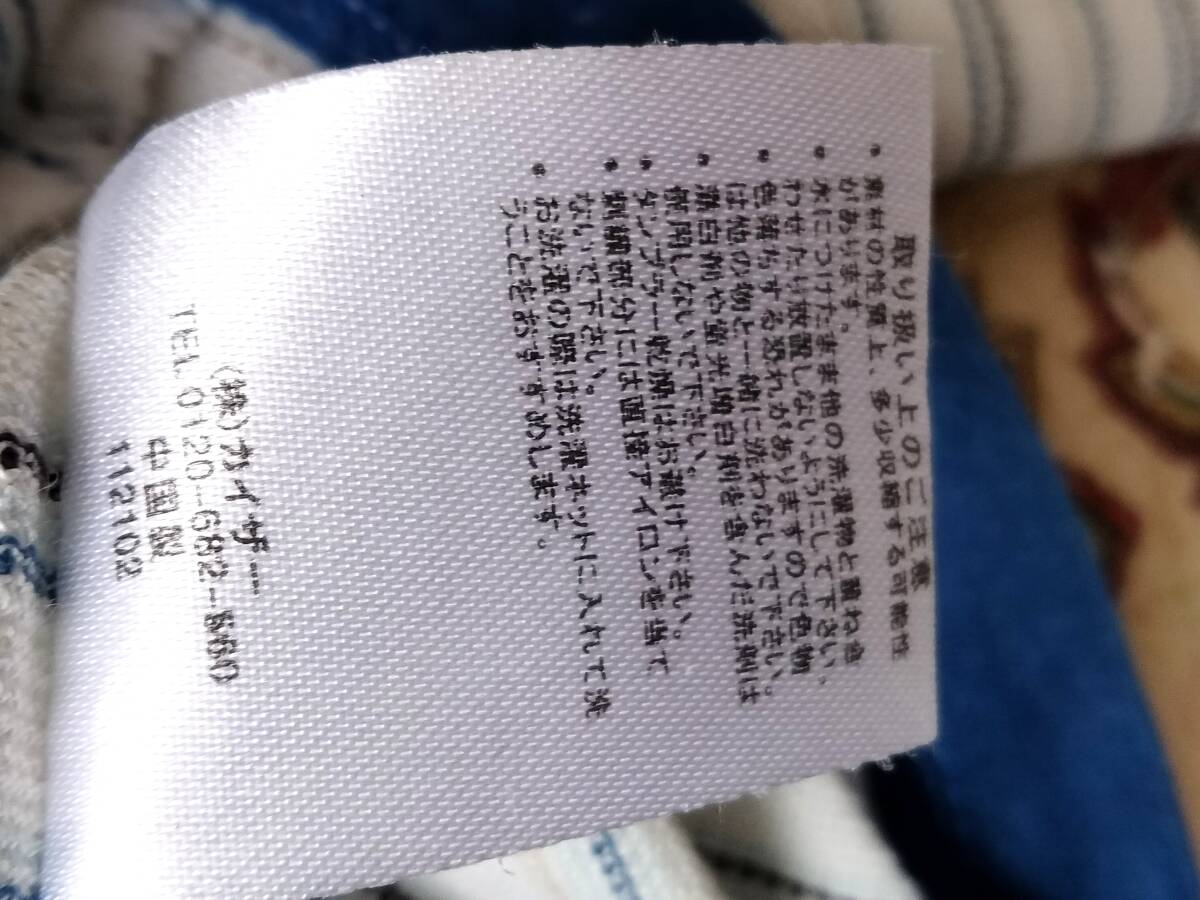 取り扱い上のご注意
・素材の性質上、多少収縮する可能性
があります。
・水につけたまま他の洗濯物と重ね合
わせたり放置しないようにして下さい。
・色落ちする恐れがありますので色物
は他の物と一緒に洗わないで下さい。
・漂白剤や蛍光増白剤を含んだ洗剤は
使用しないで下さい。
・タンブラー乾燥はお避け下さい。
・刺繍部分には直接アイロンを当て
ないで下さい。
・お洗濯の際は洗濯ネットに入れて洗
うことをおすすめします。
(株)カイザー
TEL 0120-682-560
中国製
112102